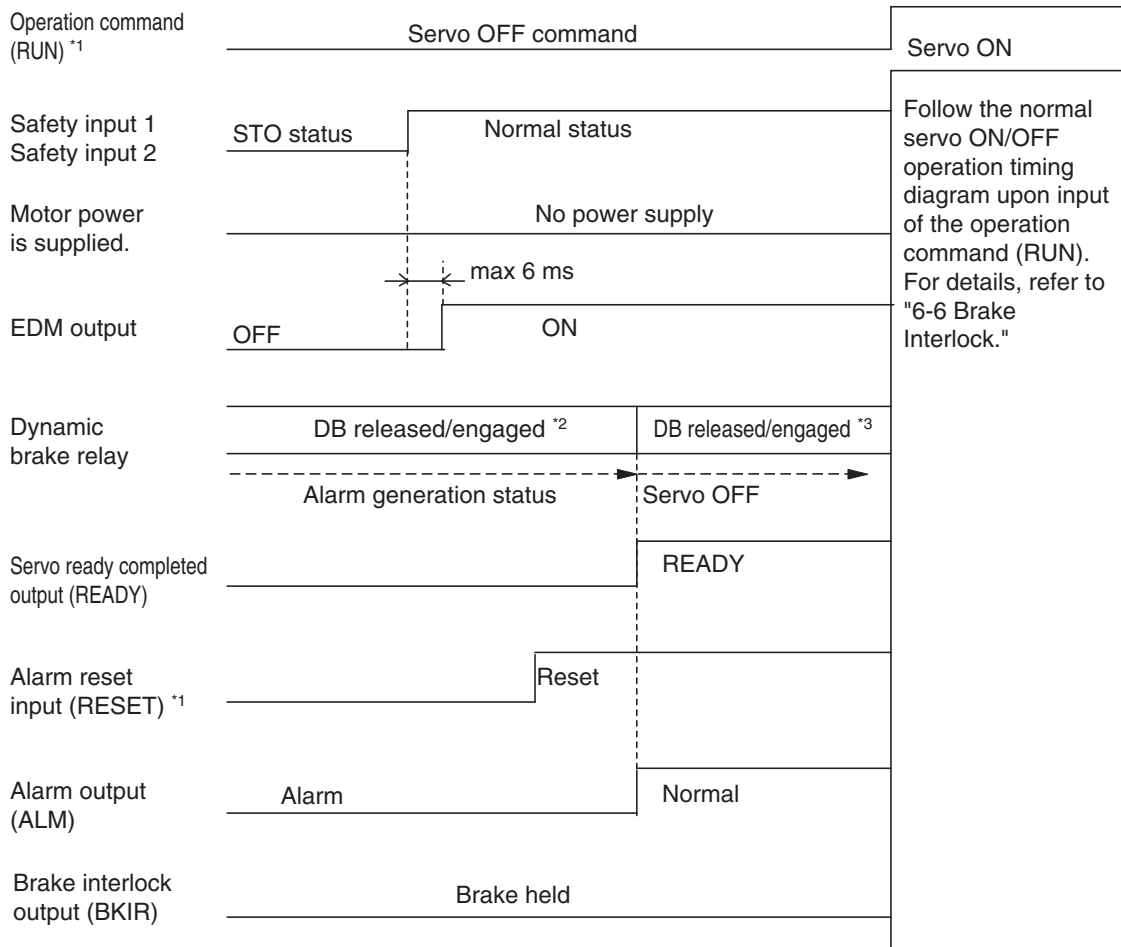 Operation command
(RUN) *1
Servo OFF command
Servo ON
Safety input 1
Safety input 2
STO status
Normal status
Follow the normal
servo ON/OFF
operation timing
diagram upon input
of the operation
command (RUN).
For details, refer to
"6-6 Brake
Interlock."
Motor power
is supplied.
No power supply
max 6 ms
EDM output
OFF
ON
Dynamic
brake relay
DB released/engaged *2
DB released/engaged *3
Alarm generation status
Servo OFF
Servo ready completed
output (READY)
READY
Alarm reset
input (RESET) *1
Reset
Alarm output
(ALM)
Alarm
Normal
Brake interlock
output (BKIR)
Brake held